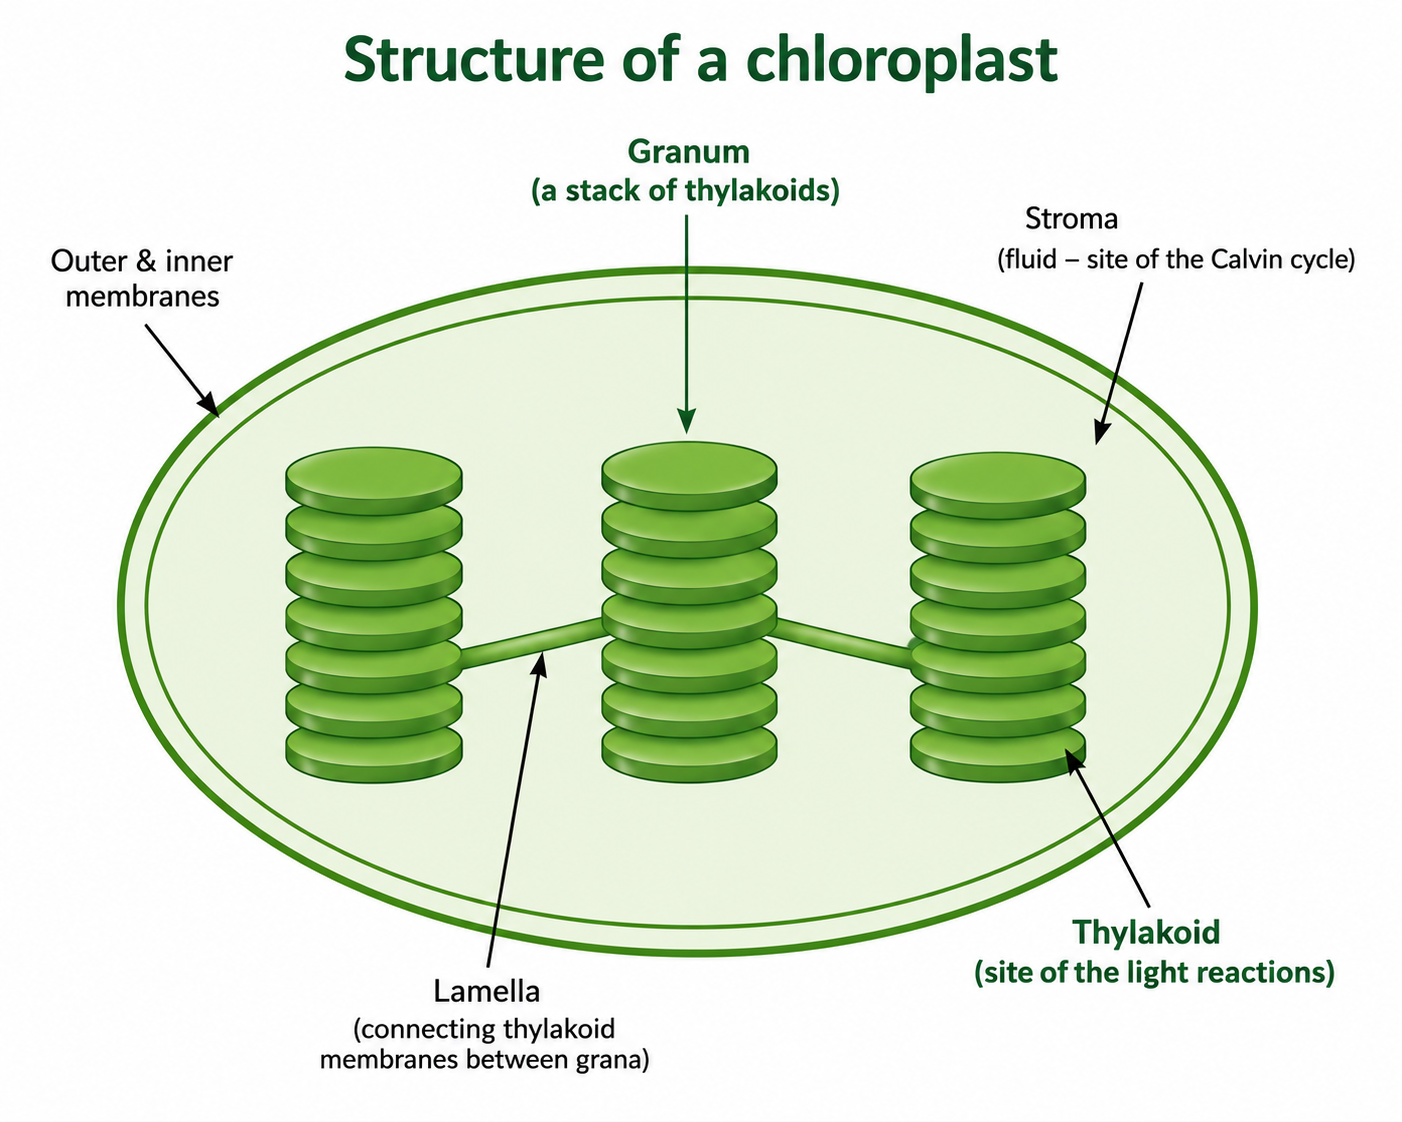 Structure of a chloroplast
Granum
(a stack of thylakoids)
Stroma
(fluid – site of the Calvin cycle)
Outer & inner
membranes
Thylakoid
(site of the light reactions)
Lamella
(connecting thylakoid
membranes between grana)